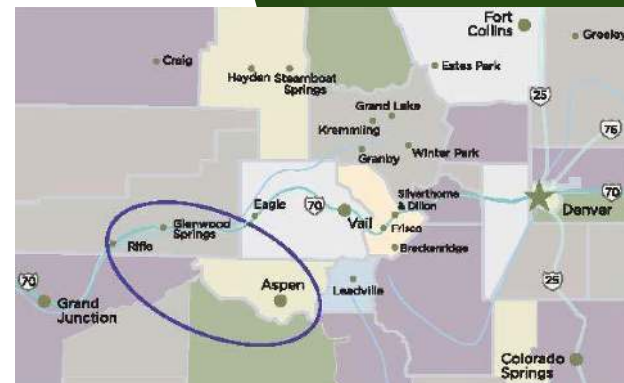 Fort
Collins
Greeley
Craig
Hayden
Steamboat
Springs
Estes Park
Grand Lake
Kremmling
Granby
Winter Park
25
76
70
Silverthorne
& Dillon
Eagle
70
Vail
Frisco
Breckenridge
Denver
Glenwood
Springs
Rifle
Aspen
Leadville
70
Grand
Junction
25
Colorado
Springs